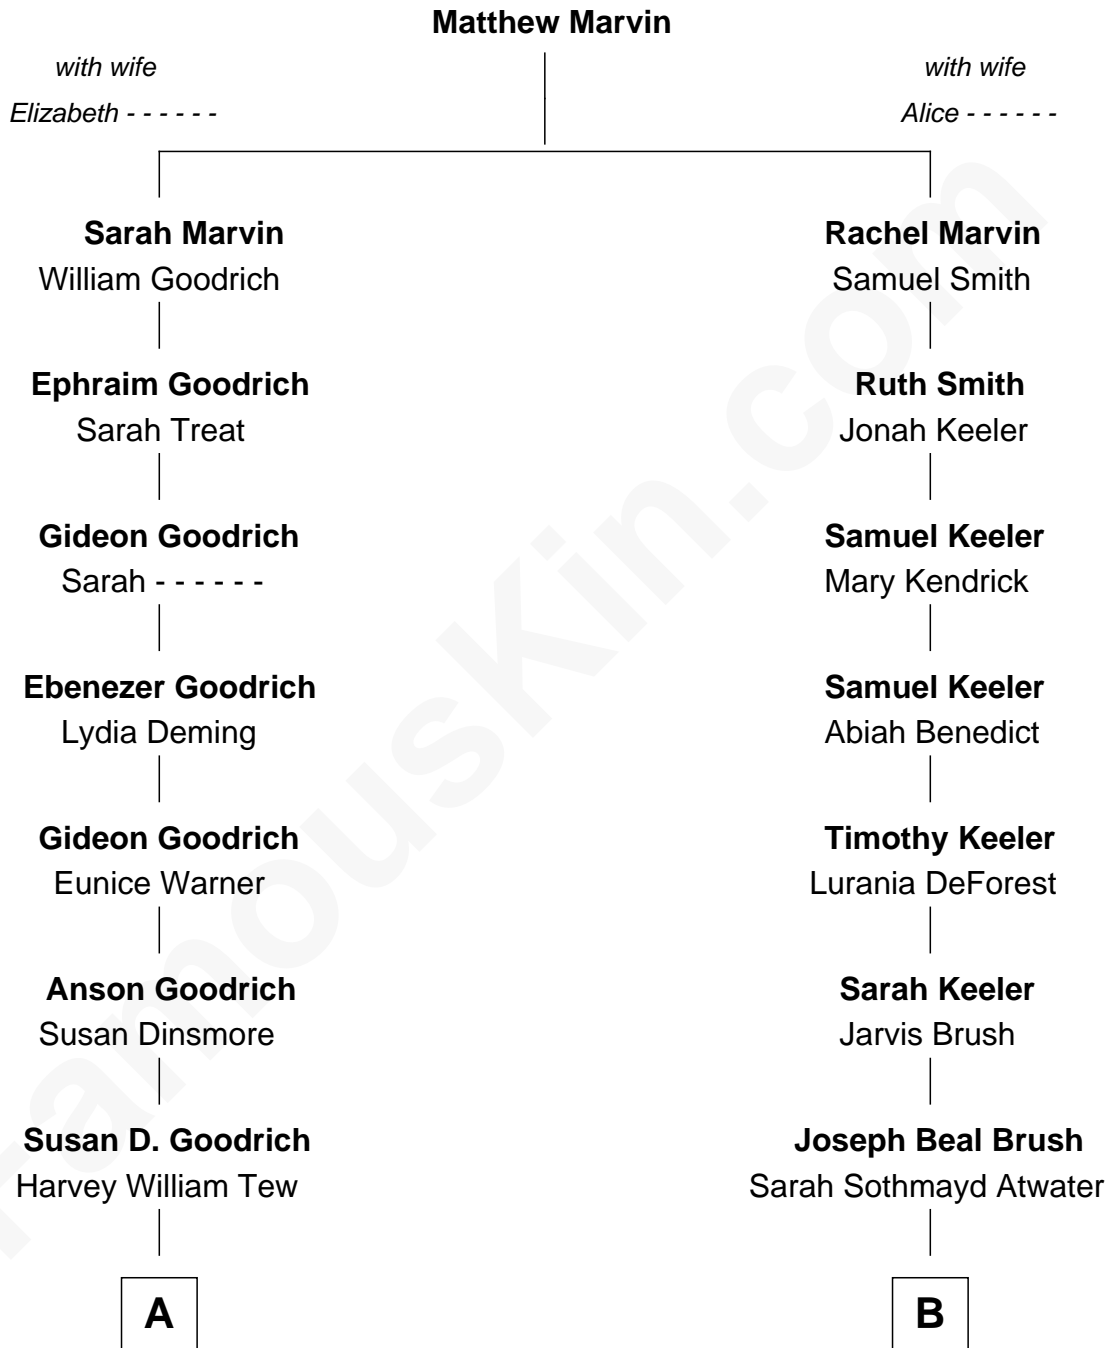 Matthew Marvin
with wife
Elizabeth - - - - - -
with wife
Alice - - - - - -
Sarah Marvin
William Goodrich
Rachel Marvin
Samuel Smith
Ephraim Goodrich
Sarah Treat
Ruth Smith
Jonah Keeler
Gideon Goodrich
Sarah - - - - - -
Samuel Keeler
Mary Kendrick
Ebenezer Goodrich
Lydia Deming
Samuel Keeler
Abiah Benedict
Gideon Goodrich
Eunice Warner
Timothy Keeler
Lurania DeForest
Anson Goodrich
Susan Dinsmore
Sarah Keeler
Jarvis Brush
Susan D. Goodrich
Harvey William Tew
Joseph Beal Brush
Sarah Sothmayd Atwater
A
B
FamousKin.com